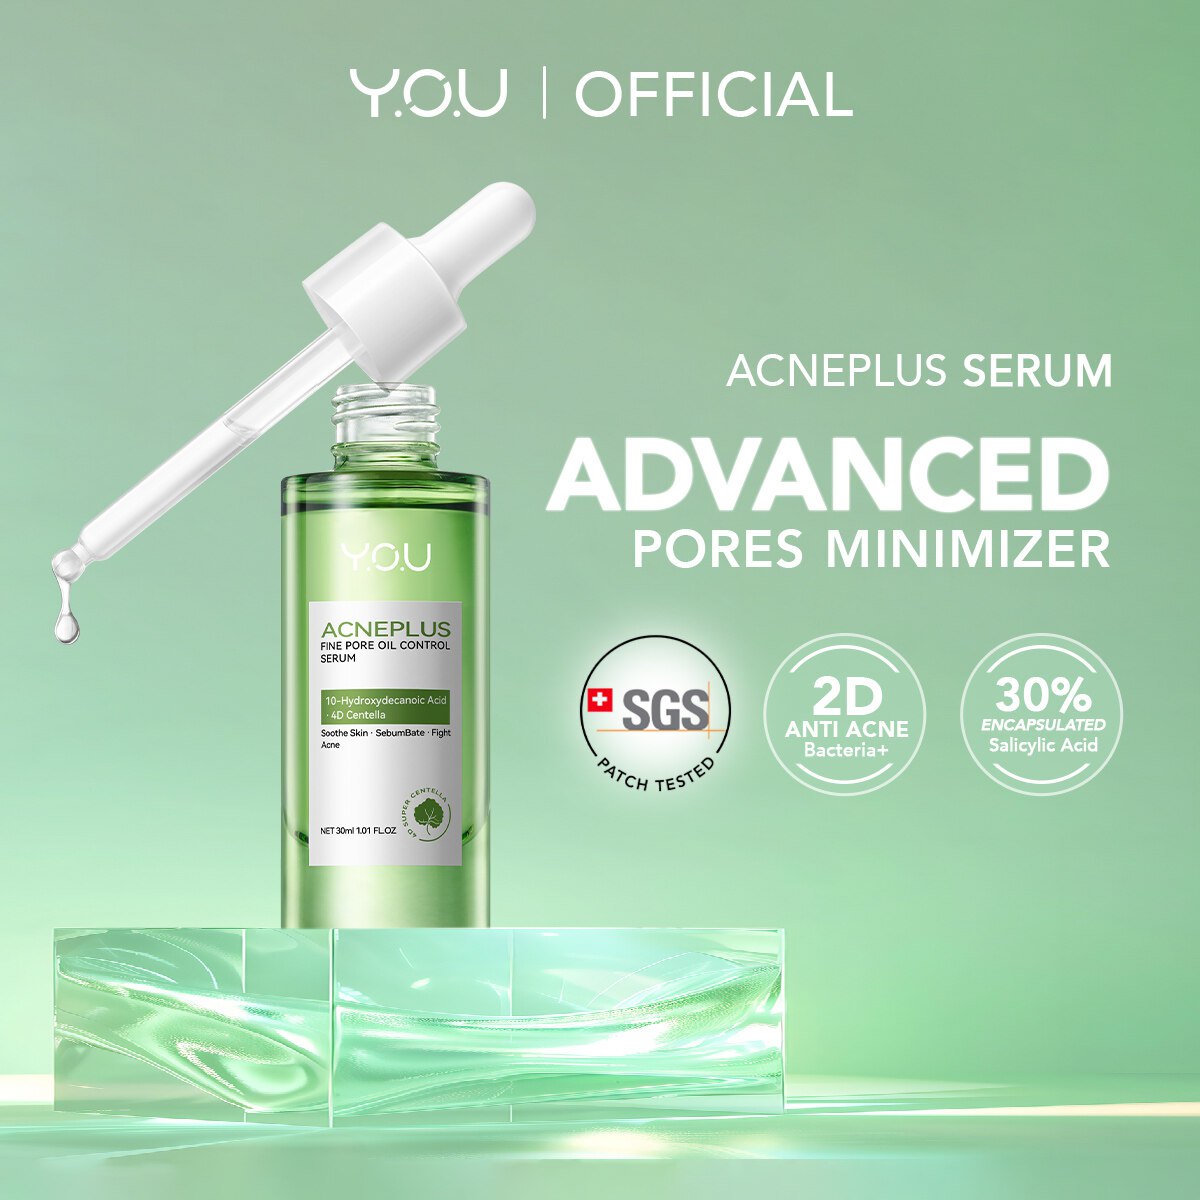 Y.O.U | OFFICIAL
ACNEPLUS SERUM
ADVANCED
PORES MINIMIZER
SGS
PATCH TESTED
2D
ANTI ACNE
Bacteria+
30%
ENCAPSULATED
Salicylic Acid
Y.O.U
ACNEPLUS
FINE PORE OIL CONTROL
SERUM
10-Hydroxydecanoic Acid
· 4D Centella
Soothe Skin · SebumBate · Fight
Acne
4D SUPER CENTELLA
NET 30ml 1.01 FL.OZ